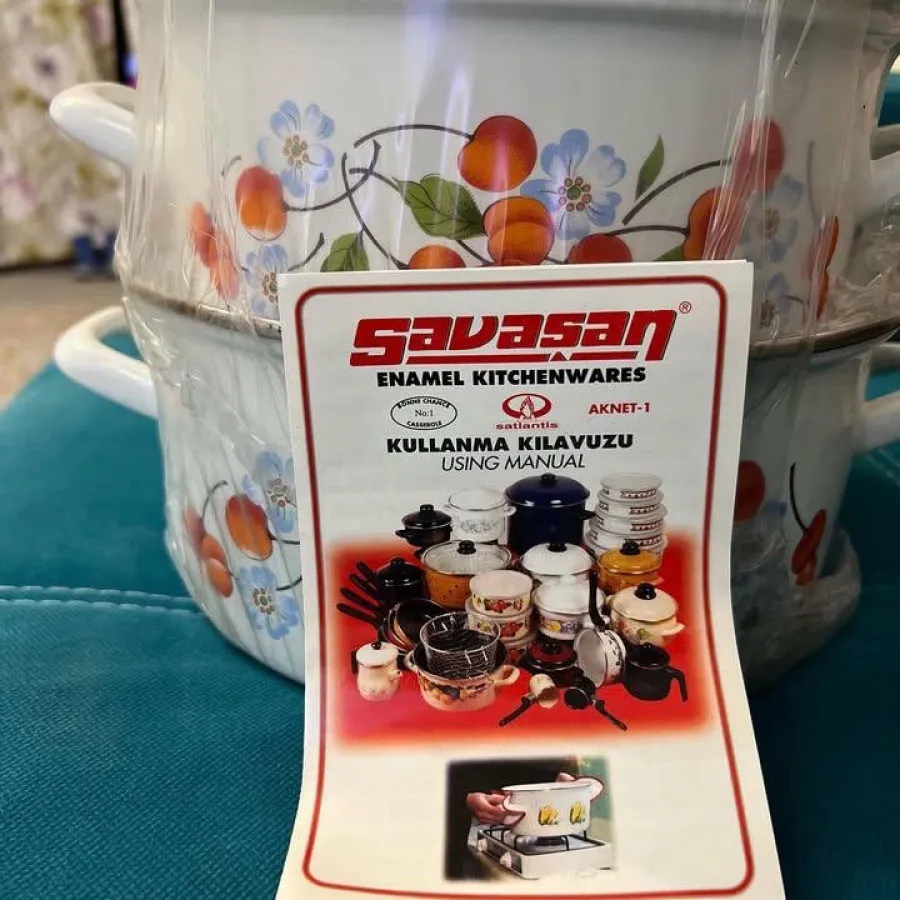 savaşan®
ENAMEL KITCHENWARES
BONNE CHANCE
No:1
CASSEROLE
satlantis
AKNET-1
KULLANMA KILAVUZU
USING MANUAL